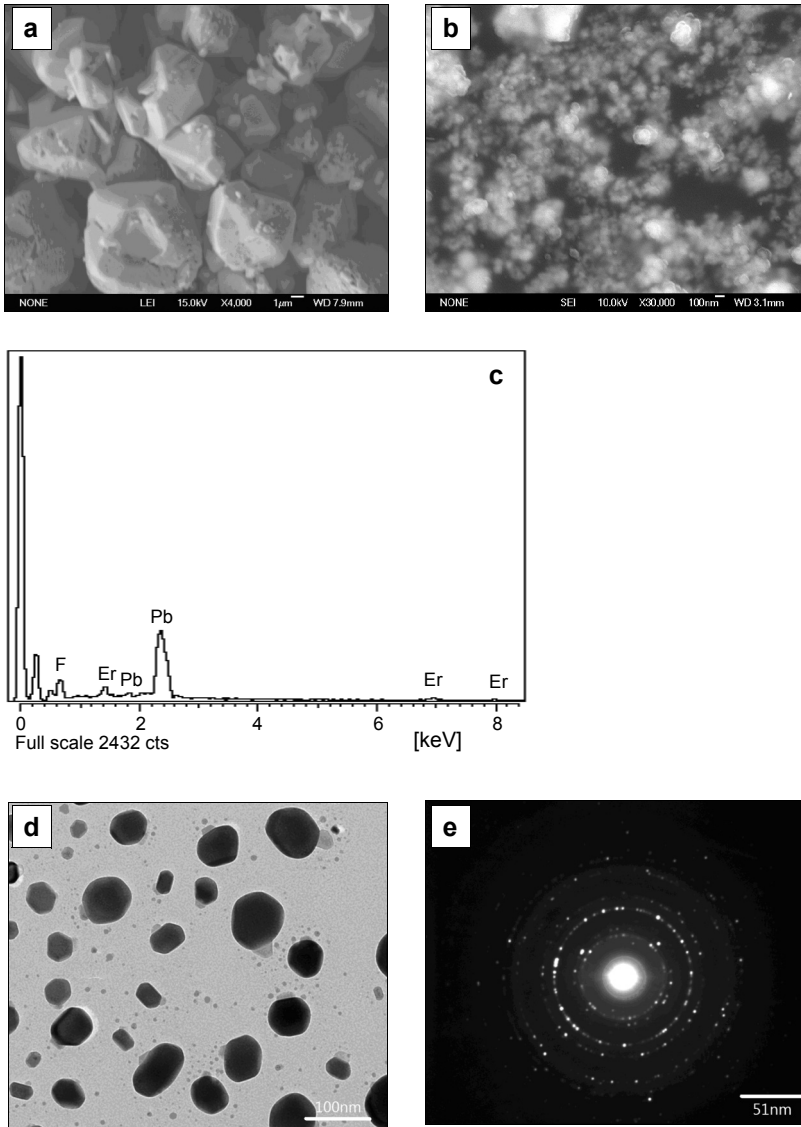 a
NONE LEI 15.0kV X4,000 1μm WD 7.9mm
b
NONE SEI 10.0kV X30,000 100nm WD 3.1mm
c
Pb
F
Er
Pb
Er
Er
0 2 4 6 8
Full scale 2432 cts [keV]
d
100nm
e
51nm